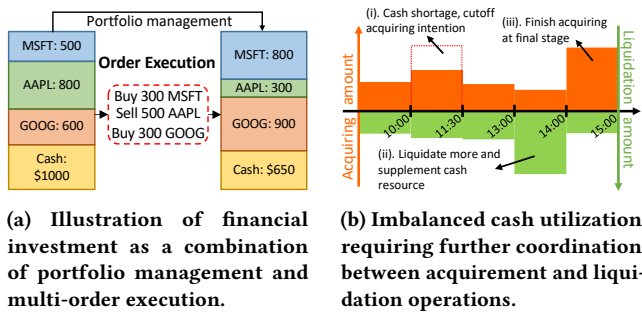 Portfolio management
MSFT: 500
AAPL: 800
GOOG: 600
Cash:
$1000
Order Execution
Buy 300 MSFT
Sell 500 AAPL
Buy 300 GOOG
MSFT: 800
AAPL: 300
GOOG: 900
Cash:
$650
(a) Illustration of financial
investment as a combination
of portfolio management and
multi-order execution.
(i). Cash shortage, cutoff
acquiring intention
(iii). Finish acquiring
at final stage
Acquiring amount
Liquidation amount
10:00
11:30
13:00
14:00
15:00
(ii). Liquidate more and
supplement cash
resource
(b) Imbalanced cash utilization
requiring further coordination
between acquirement and liqui-
dation operations.